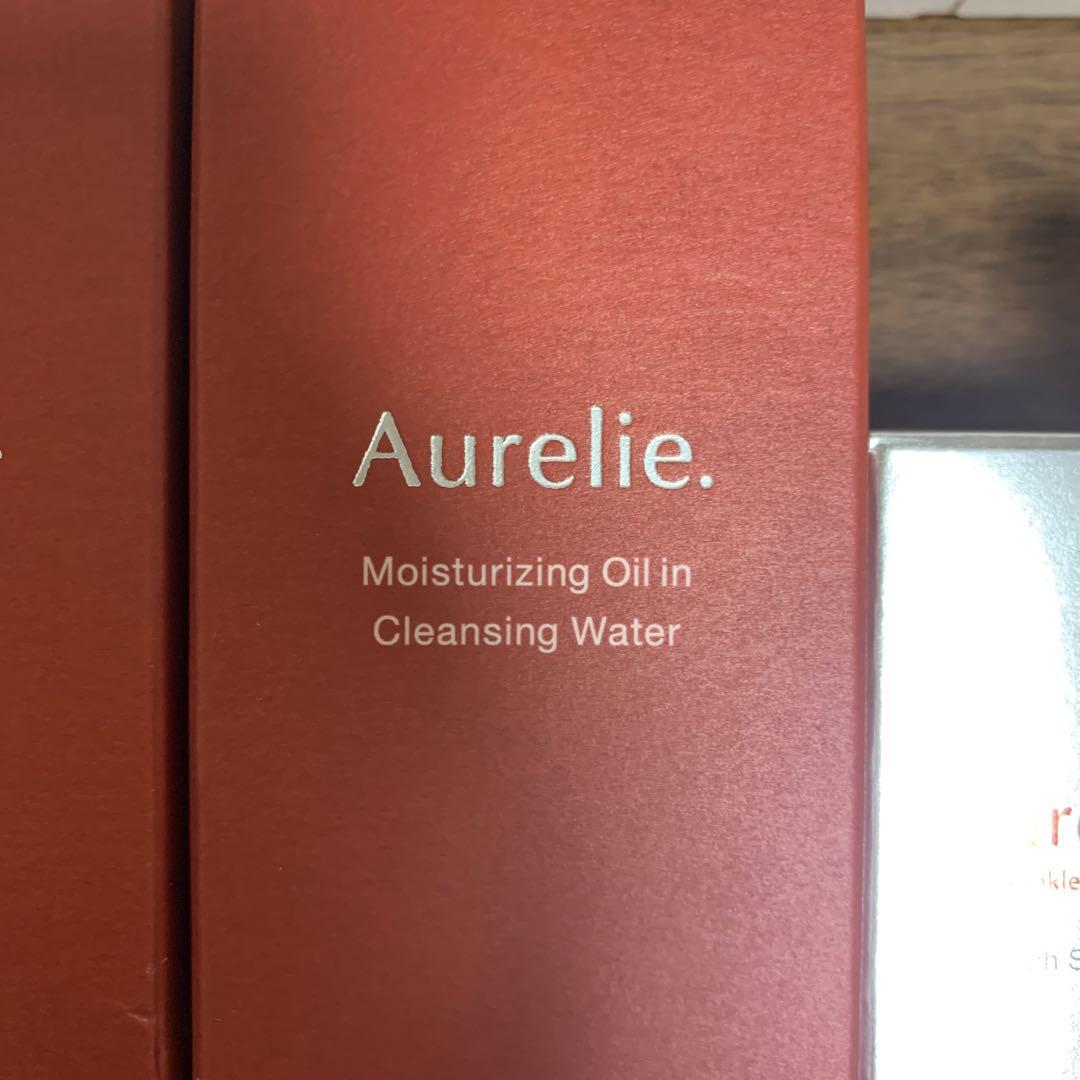 Aurelie.
Moisturizing Oil in
Cleansing Water